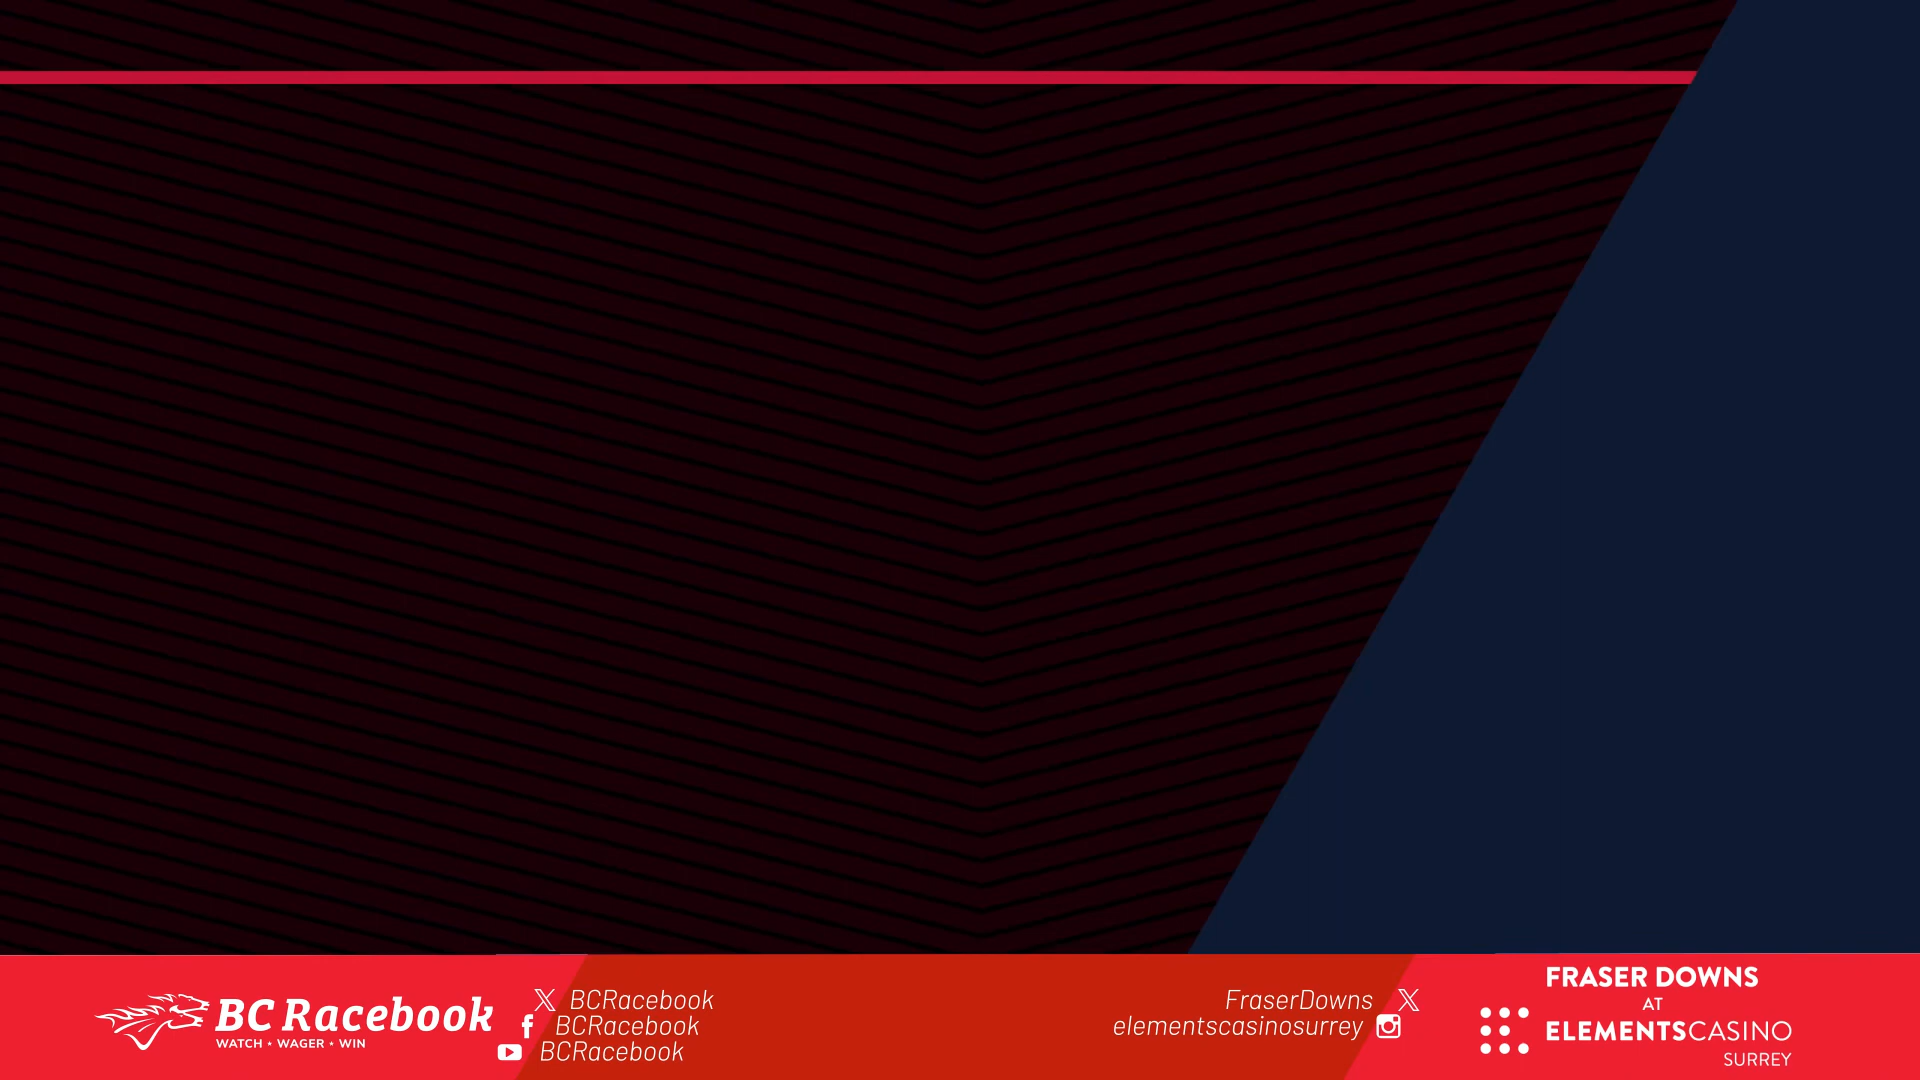 BC Racebook
WATCH • WAGER • WIN
BCRacebook
BCRacebook
BCRacebook
FraserDowns
elementscasinosurrey
FRASER DOWNS
AT
ELEMENTSCASINO
SURREY